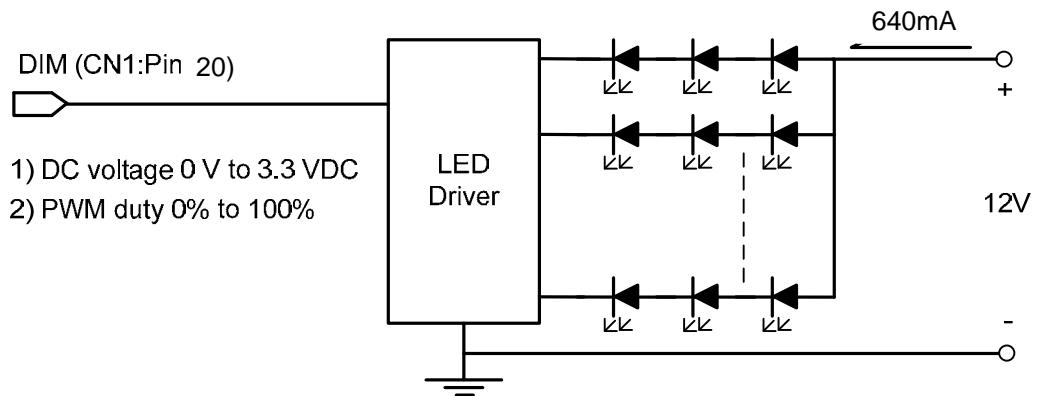 640mA
DIM (CN1:Pin 20)
+
1) DC voltage 0 V to 3.3 VDC
2) PWM duty 0% to 100%
LED
Driver
12V
-